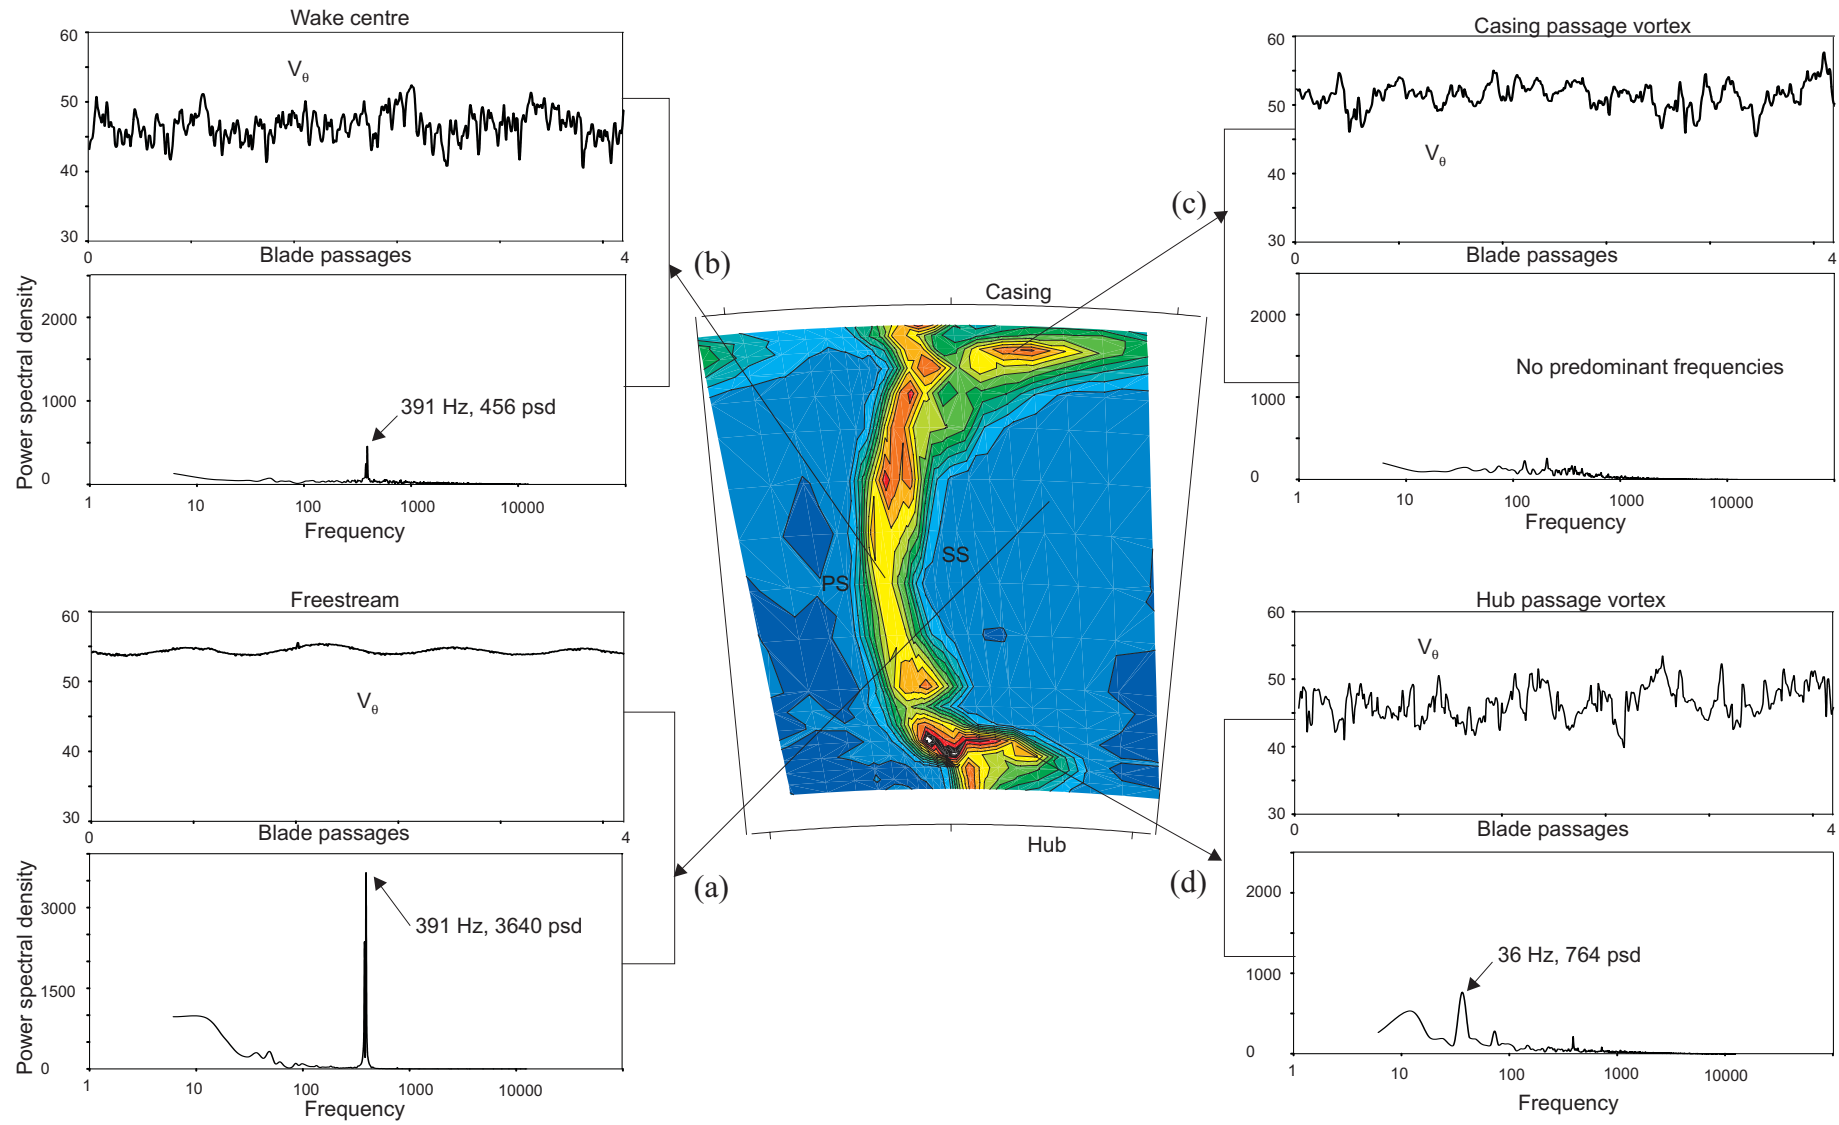 Wake centre
60
50
40
30
Vθ
0
Blade passages
4
Power spectral density
2000
1000
0
391 Hz, 456 psd
1
10
100
1000
10000
Frequency
(b)
Freestream
60
50
40
30
Vθ
0
Blade passages
4
Power spectral density
3000
1500
0
391 Hz, 3640 psd
1
10
100
1000
10000
Frequency
(a)
Casing
PS
SS
Hub
Casing passage vortex
60
50
40
30
Vθ
0
Blade passages
4
(c)
2000
1000
0
No predominant frequencies
1
10
100
1000
10000
Frequency
Hub passage vortex
60
50
40
30
Vθ
0
Blade passages
4
(d)
2000
1000
0
36 Hz, 764 psd
1
10
100
1000
10000
Frequency